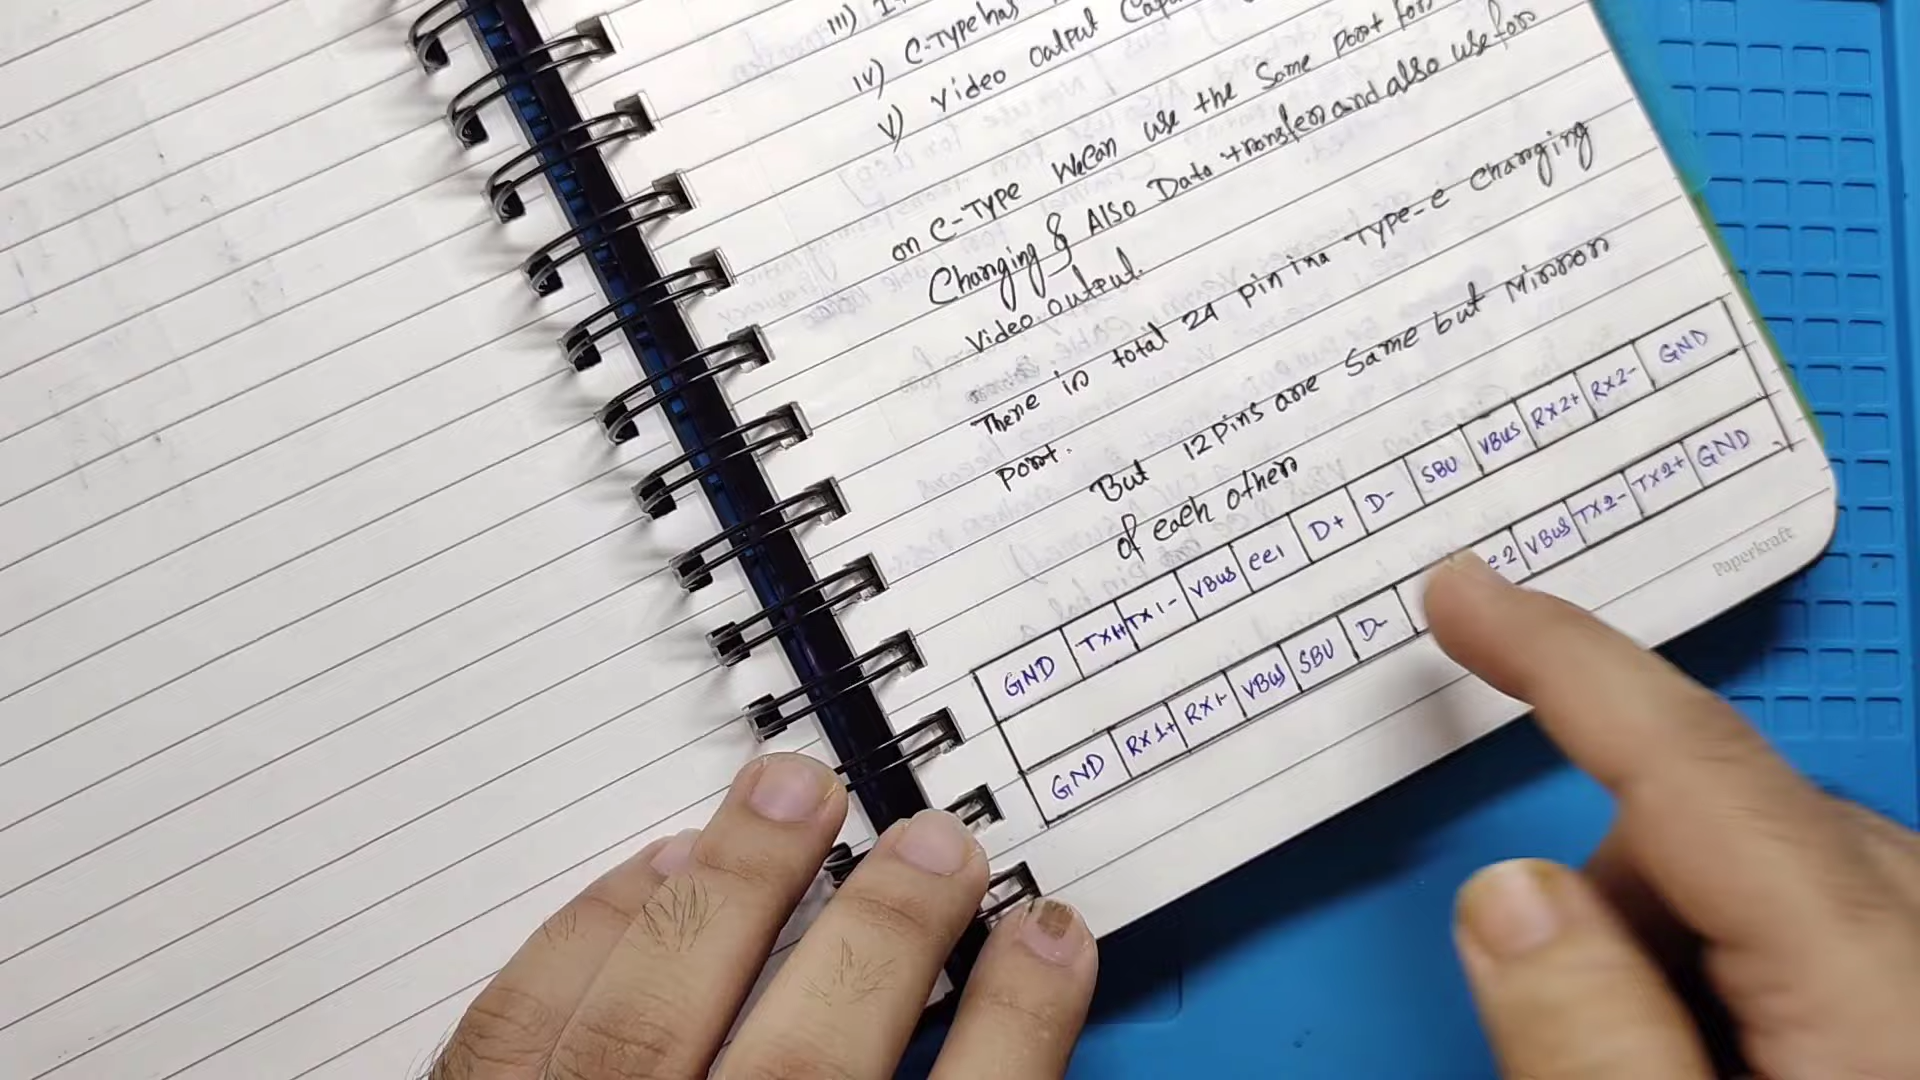 III)
IV) C-Type has
V) Video output
on C-Type We can use the Same Port for
Charging & Also Data transfer and also use for
Video output.
There is total 24 Pin in a Type-c Charging
port.
But 12 Pins are Same but Mirror
of each other
GND TX1+ TX1- VBUS CC1 D+ D- SBU VBUS RX2+ RX2- GND
GND RX1+ RX1- VBUS SBU D- VBUS TX2- TX2+ GND
Paperkraft